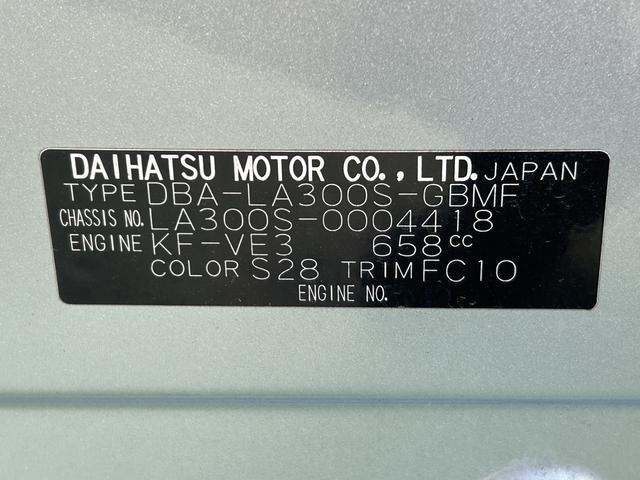 DAIHATSU MOTOR CO.,LTD. JAPAN
TYPE DBA-LA300S-GBMF
CHASSIS NO. LA300S-0004418
ENGINE KF-VE3 658cc
COLOR S28 TRIM FC10
ENGINE NO.